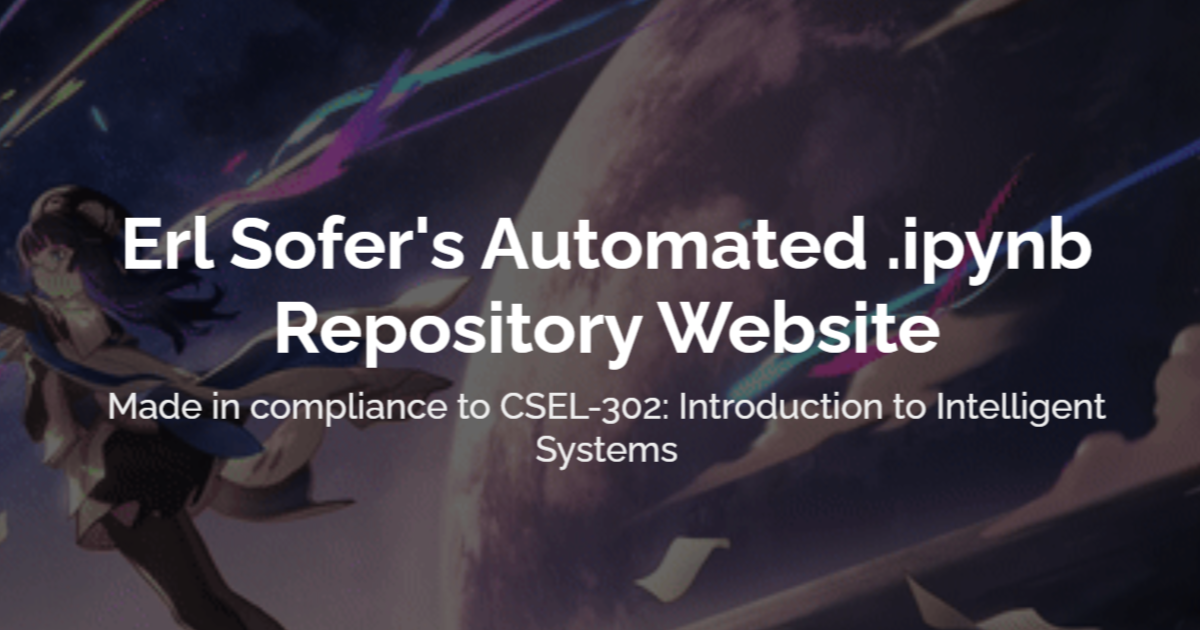 Erl Sofer's Automated .ipynb
Repository Website
Made in compliance to CSEL-302: Introduction to Intelligent
Systems